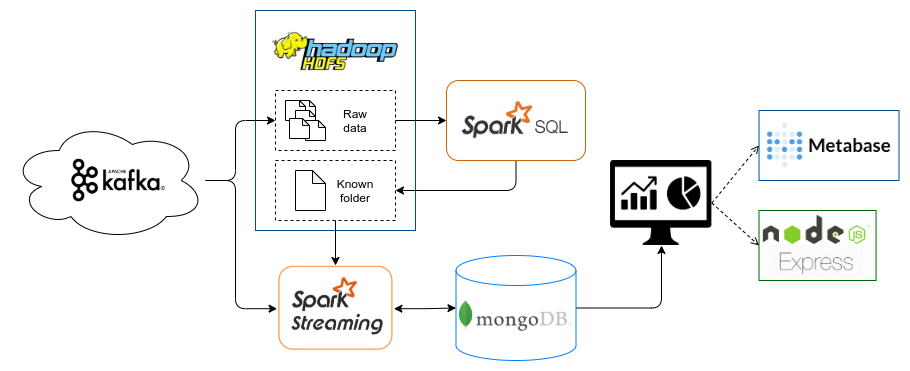 hadoop
HDFS
Raw
data
Spark SQL
APACHE
kafka®
Known
folder
Metabase
node JS
Express
Spark
Streaming
mongoDB®